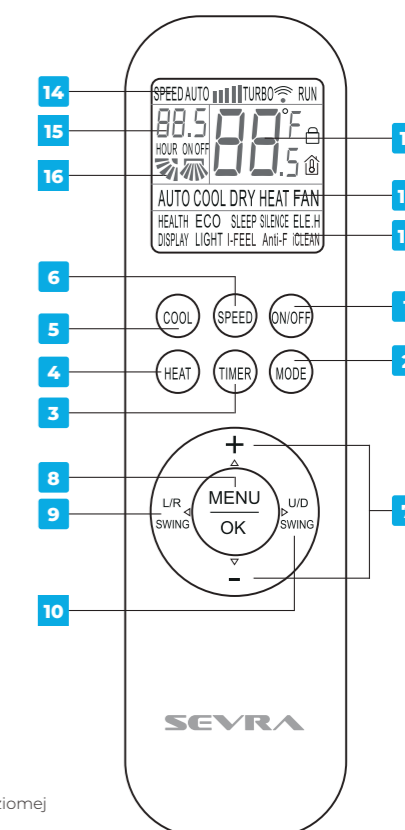 14
SPEED AUTO TURBO RUN
15
88.5 88.5 °F
HOUR ON OFF
16
AUTO COOL DRY HEAT FAN
HEALTH ECO SLEEP SILENCE ELE.H
DISPLAY LIGHT I-FEEL Anti-F iCLEAN
6
COOL SPEED ON/OFF
5
4
HEAT TIMER MODE
3
+
8
L/R MENU U/D
9
SWING OK SWING
-
10
SEVRA
ziomej